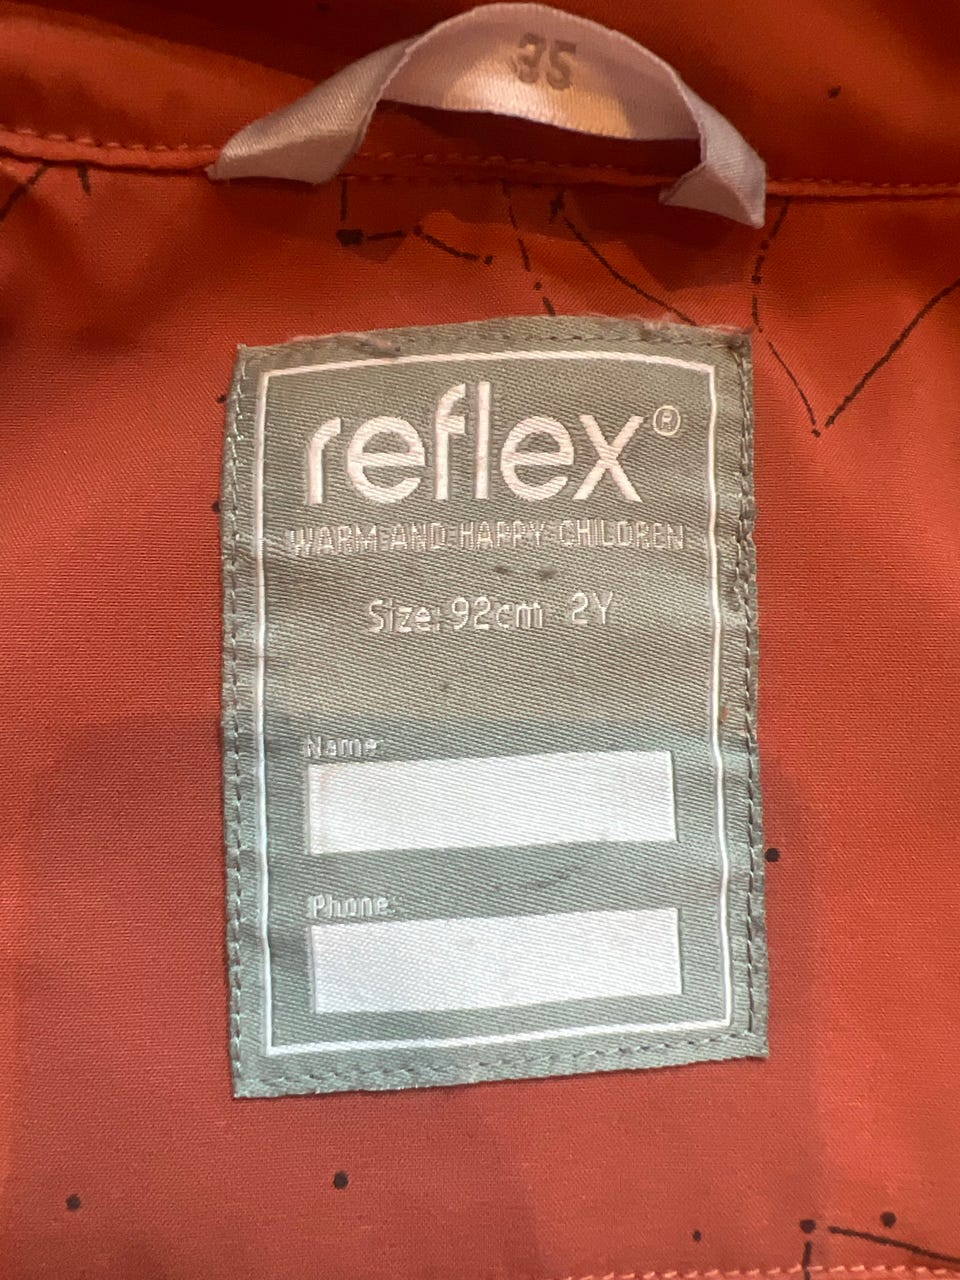 35
reflex®
WARM AND HAPPY CHILDREN
Size: 92cm 2Y
Name:
Phone: